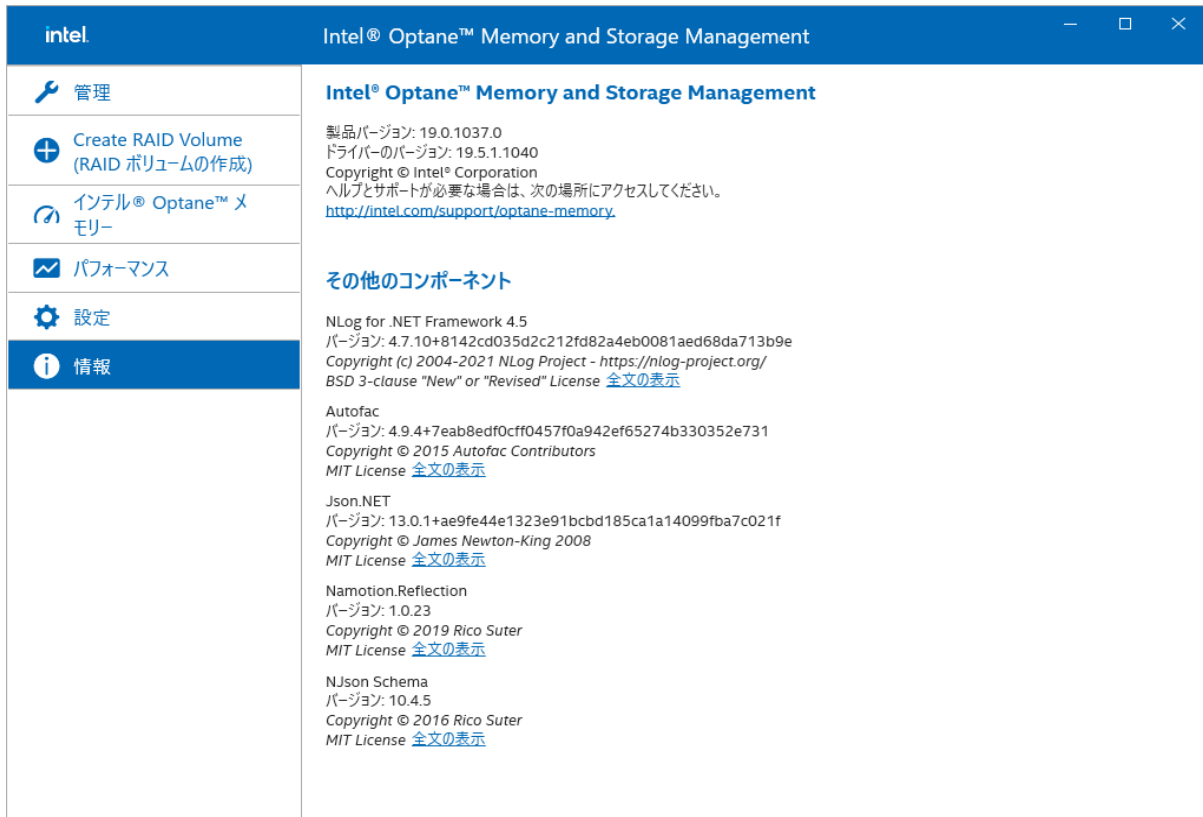 intel.
Intel® Optane™ Memory and Storage Management
管理
Create RAID Volume
(RAID ボリュームの作成)
インテル® Optane™ メ
モリー
パフォーマンス
設定
情報
Intel® Optane™ Memory and Storage Management
製品バージョン: 19.0.1037.0
ドライバーのバージョン: 19.5.1.1040
Copyright © Intel® Corporation
ヘルプとサポートが必要な場合は、次の場所にアクセスしてください。
http://intel.com/support/optane-memory.
その他のコンポーネント
NLog for .NET Framework 4.5
バージョン: 4.7.10+8142cd035d2c212fd82a4eb0081aed68da713b9e
Copyright (c) 2004-2021 NLog Project - https://nlog-project.org/
BSD 3-clause "New" or "Revised" License 全文の表示
Autofac
バージョン: 4.9.4+7eab8edf0cff0457f0a942ef65274b330352e731
Copyright © 2015 Autofac Contributors
MIT License 全文の表示
Json.NET
バージョン: 13.0.1+ae9fe44e1323e91bcbd185ca1a14099fba7c021f
Copyright © James Newton-King 2008
MIT License 全文の表示
Namotion.Reflection
バージョン: 1.0.23
Copyright © 2019 Rico Suter
MIT License 全文の表示
NJson Schema
バージョン: 10.4.5
Copyright © 2016 Rico Suter
MIT License 全文の表示